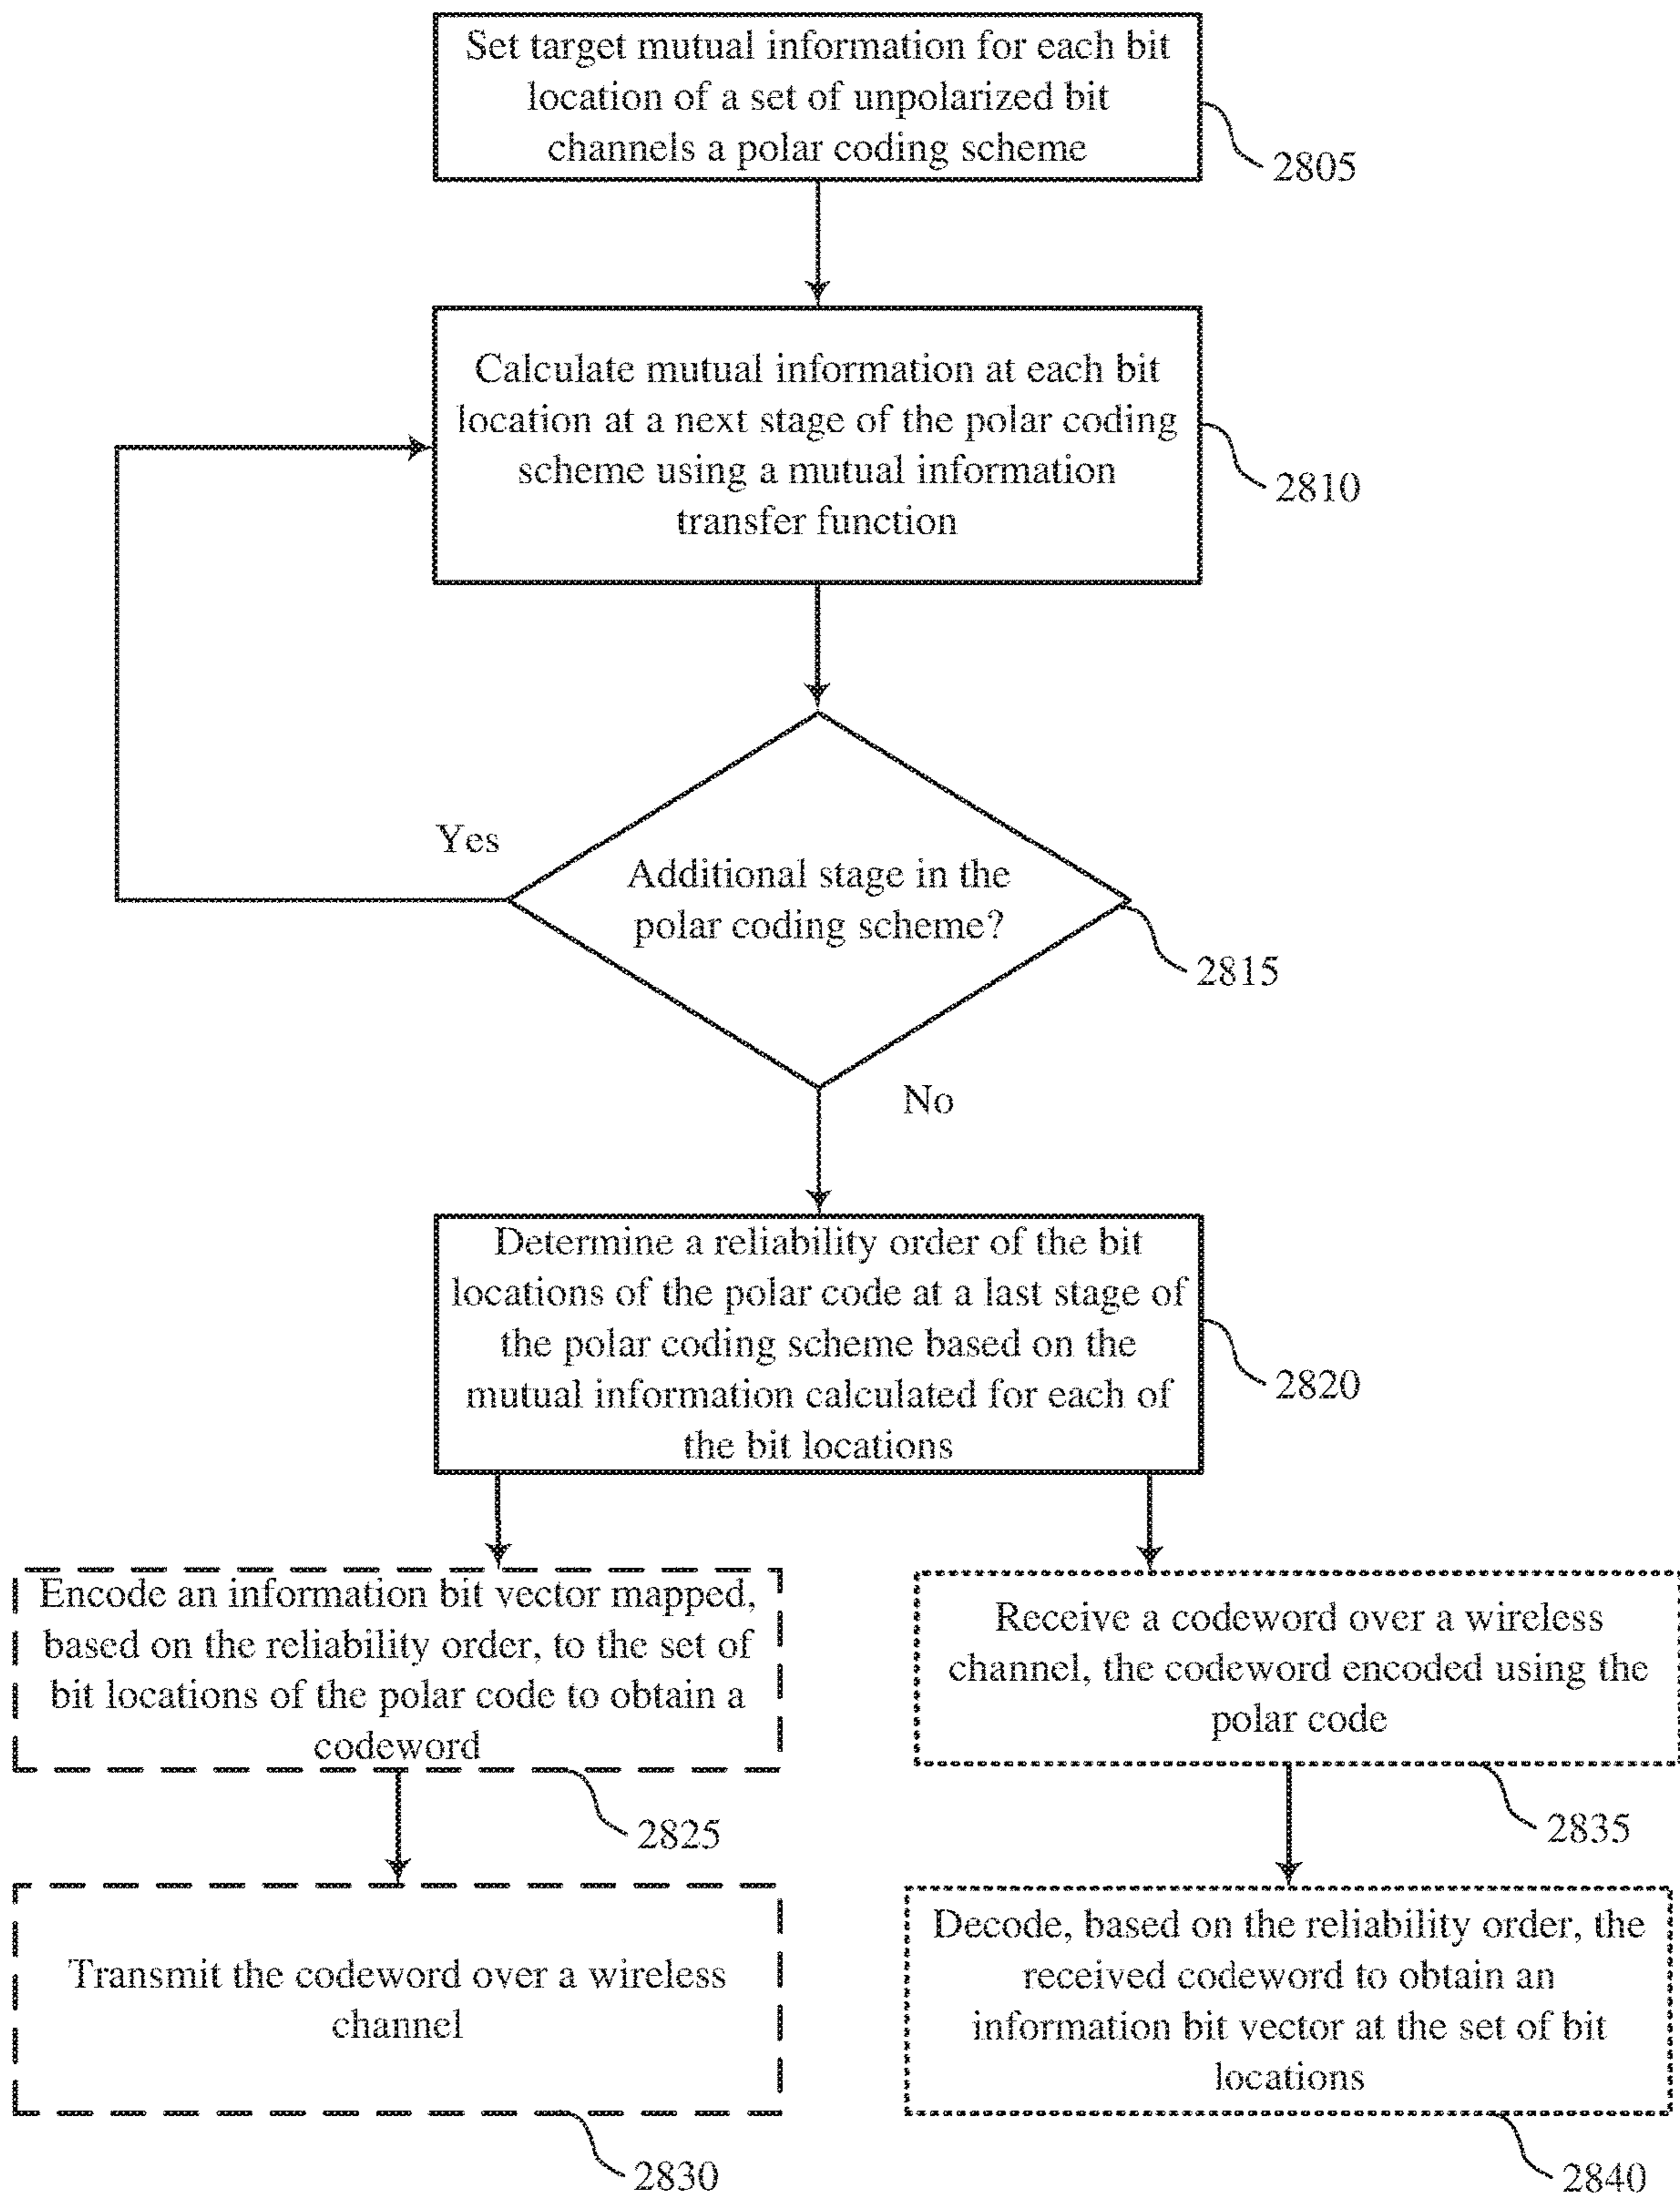 Set target mutual information for each bit
location of a set of unpolarized bit
channels a polar coding scheme
2805
Calculate mutual information at each bit
location at a next stage of the polar coding
scheme using a mutual information
transfer function
2810
Yes
Additional stage in the
polar coding scheme?
2815
No
Determine a reliability order of the bit
locations of the polar code at a last stage of
the polar coding scheme based on the
mutual information calculated for each of
the bit locations
2820
Encode an information bit vector mapped,
based on the reliability order, to the set of
bit locations of the polar code to obtain a
codeword
2825
Receive a codeword over a wireless
channel, the codeword encoded using the
polar code
2835
Transmit the codeword over a wireless
channel
2830
Decode, based on the reliability order, the
received codeword to obtain an
information bit vector at the set of bit
locations
2840